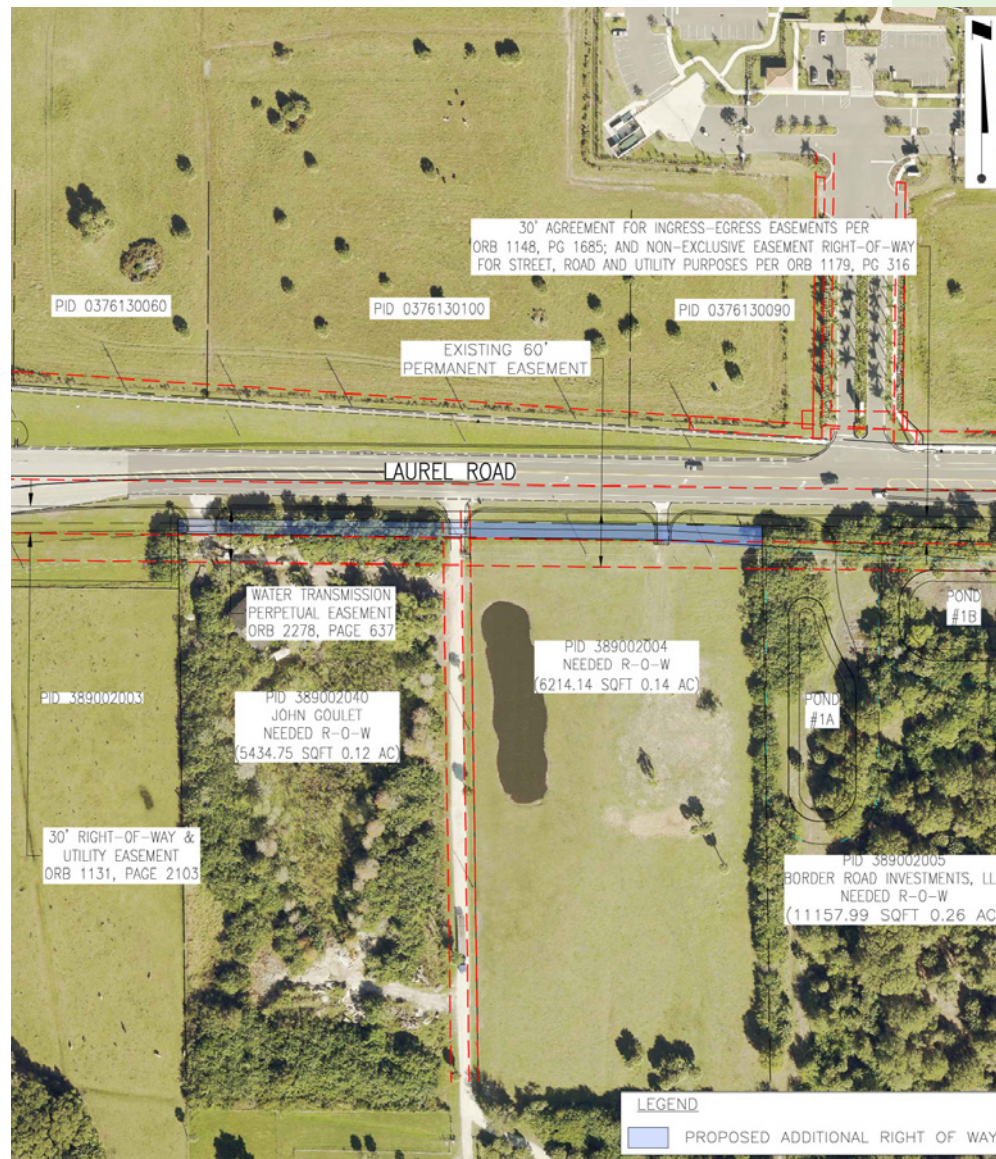 30' AGREEMENT FOR INGRESS-EGRESS EASEMENTS PER
ORB 1148, PG 1685; AND NON-EXCLUSIVE EASEMENT RIGHT-OF-WAY
FOR STREET, ROAD AND UTILITY PURPOSES PER ORB 1179, PG 316
PID 0376130060
PID 0376130100
PID 0376130090
EXISTING 60'
PERMANENT EASEMENT
LAUREL ROAD
WATER TRANSMISSION
PERPETUAL EASEMENT
ORB 2278, PAGE 637
POND
#1B
PID 389002004
NEEDED R-O-W
(6214.14 SQFT 0.14 AC)
PID 389002003
PID 389002040
JOHN GOULET
NEEDED R-O-W
(5434.75 SQFT 0.12 AC)
POND
#1A
30' RIGHT-OF-WAY &
UTILITY EASEMENT
ORB 1131, PAGE 2103
PID 389002005
BORDER ROAD INVESTMENTS, LL
NEEDED R-O-W
(11157.99 SQFT 0.26 AC
LEGEND
PROPOSED ADDITIONAL RIGHT OF WAY